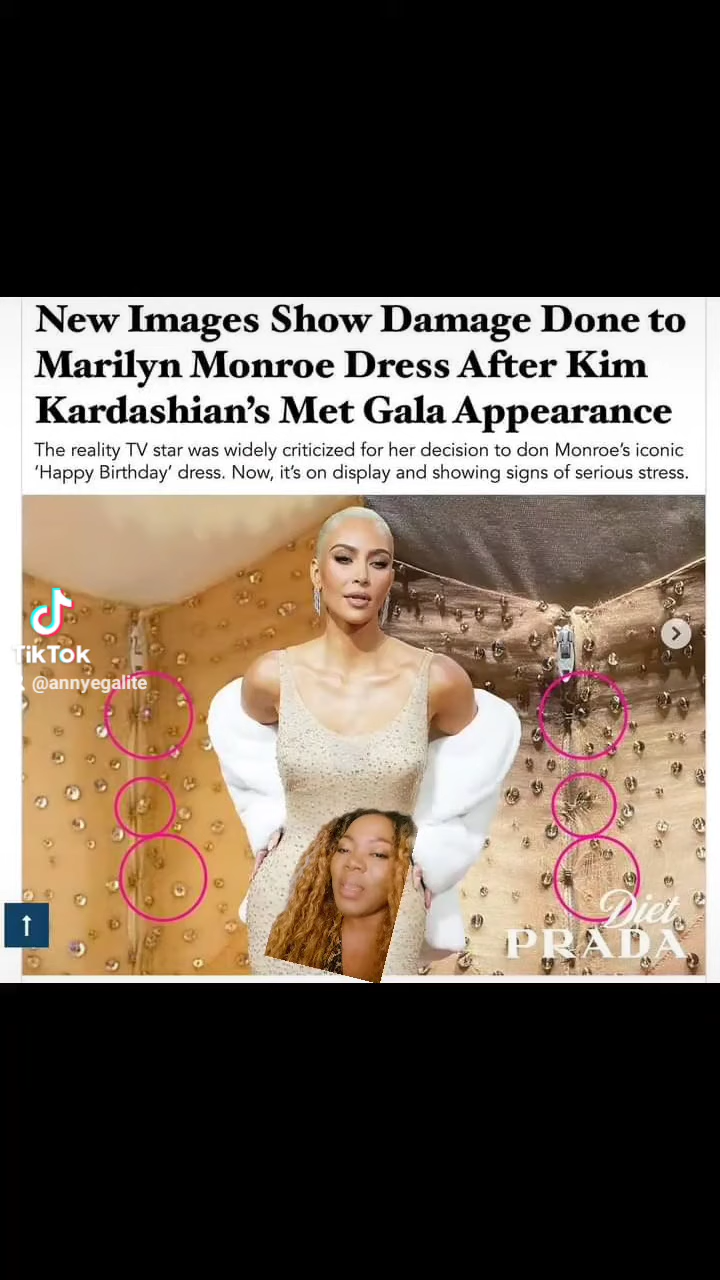 New Images Show Damage Done to
Marilyn Monroe Dress After Kim
Kardashian’s Met Gala Appearance
The reality TV star was widely criticized for her decision to don Monroe’s iconic
‘Happy Birthday’ dress. Now, it’s on display and showing signs of serious stress.
TikTok
@annyegalite
Diet
PRADA